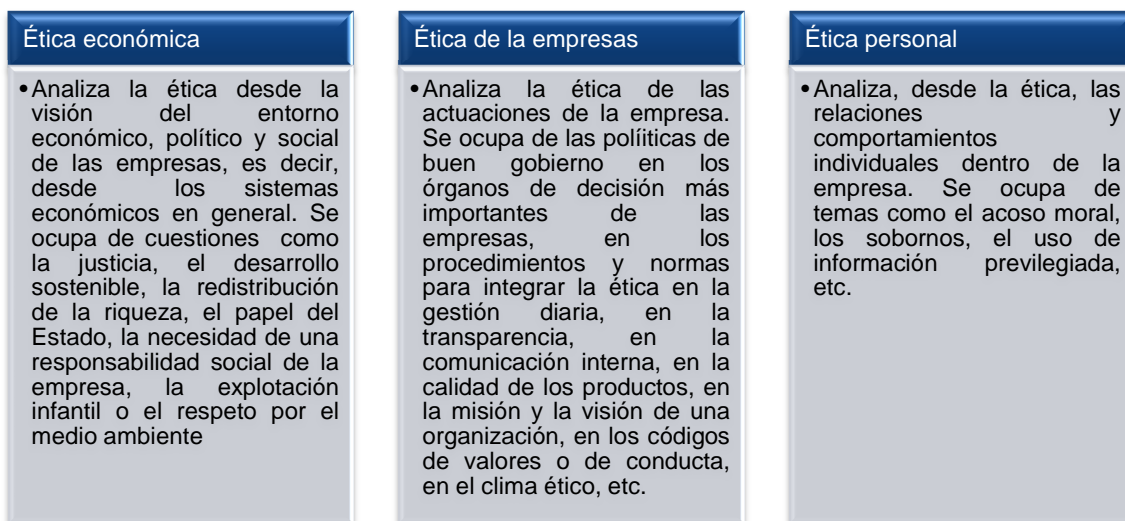 Ética económica
•Analiza la ética desde la
visión del entorno
económico, político y social
de las empresas, es decir,
desde los sistemas
económicos en general. Se
ocupa de cuestiones como
la justicia, el desarrollo
sostenible, la redistribución
de la riqueza, el papel del
Estado, la necesidad de una
responsabilidad social de la
empresa, la explotación
infantil o el respeto por el
medio ambiente
Ética de la empresas
•Analiza la ética de las
actuaciones de la empresa.
Se ocupa de las políiticas de
buen gobierno en los
órganos de decisión más
importantes de las
empresas, en los
procedimientos y normas
para integrar la ética en la
gestión diaria, en la
transparencia, en la
comunicación interna, en la
calidad de los productos, en
la misión y la visión de una
organización, en los códigos
de valores o de conducta,
en el clima ético, etc.
Ética personal
•Analiza, desde la ética, las
relaciones y
comportamientos
individuales dentro de la
empresa. Se ocupa de
temas como el acoso moral,
los sobornos, el uso de
información previlegiada,
etc.